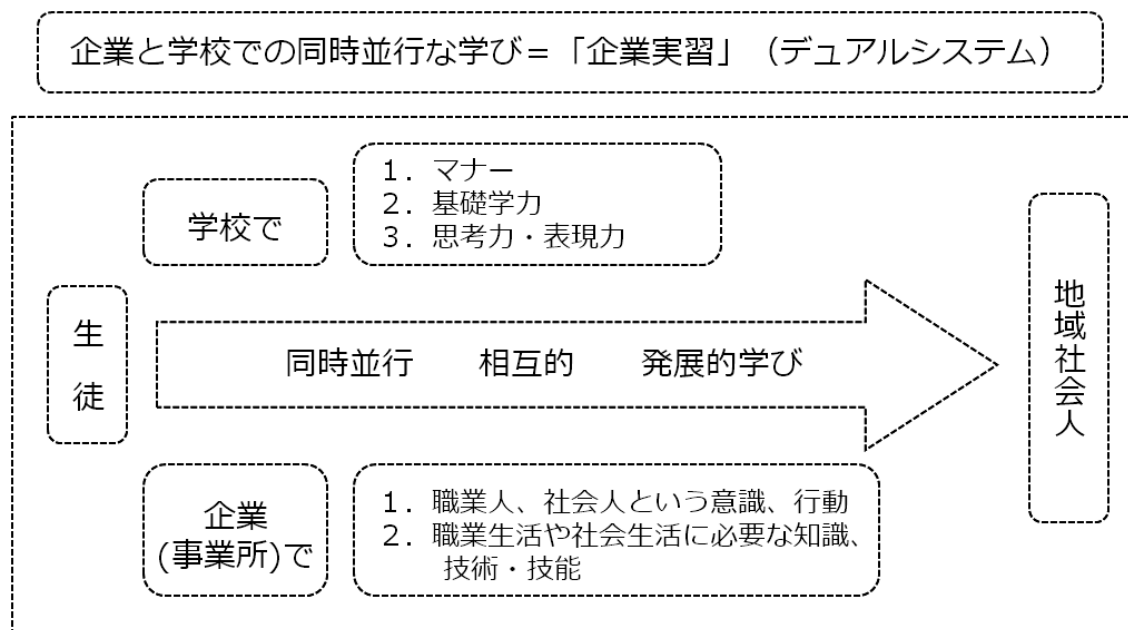 企業と学校での同時並行な学び＝「企業実習」（デュアルシステム）
学校で
１．マナー
２．基礎学力
３．思考力・表現力
生
徒
同時並行　　相互的　　発展的学び
地域社会人
企業
(事業所)で
１．職業人、社会人という意識、行動
２．職業生活や社会生活に必要な知識、
技術・技能